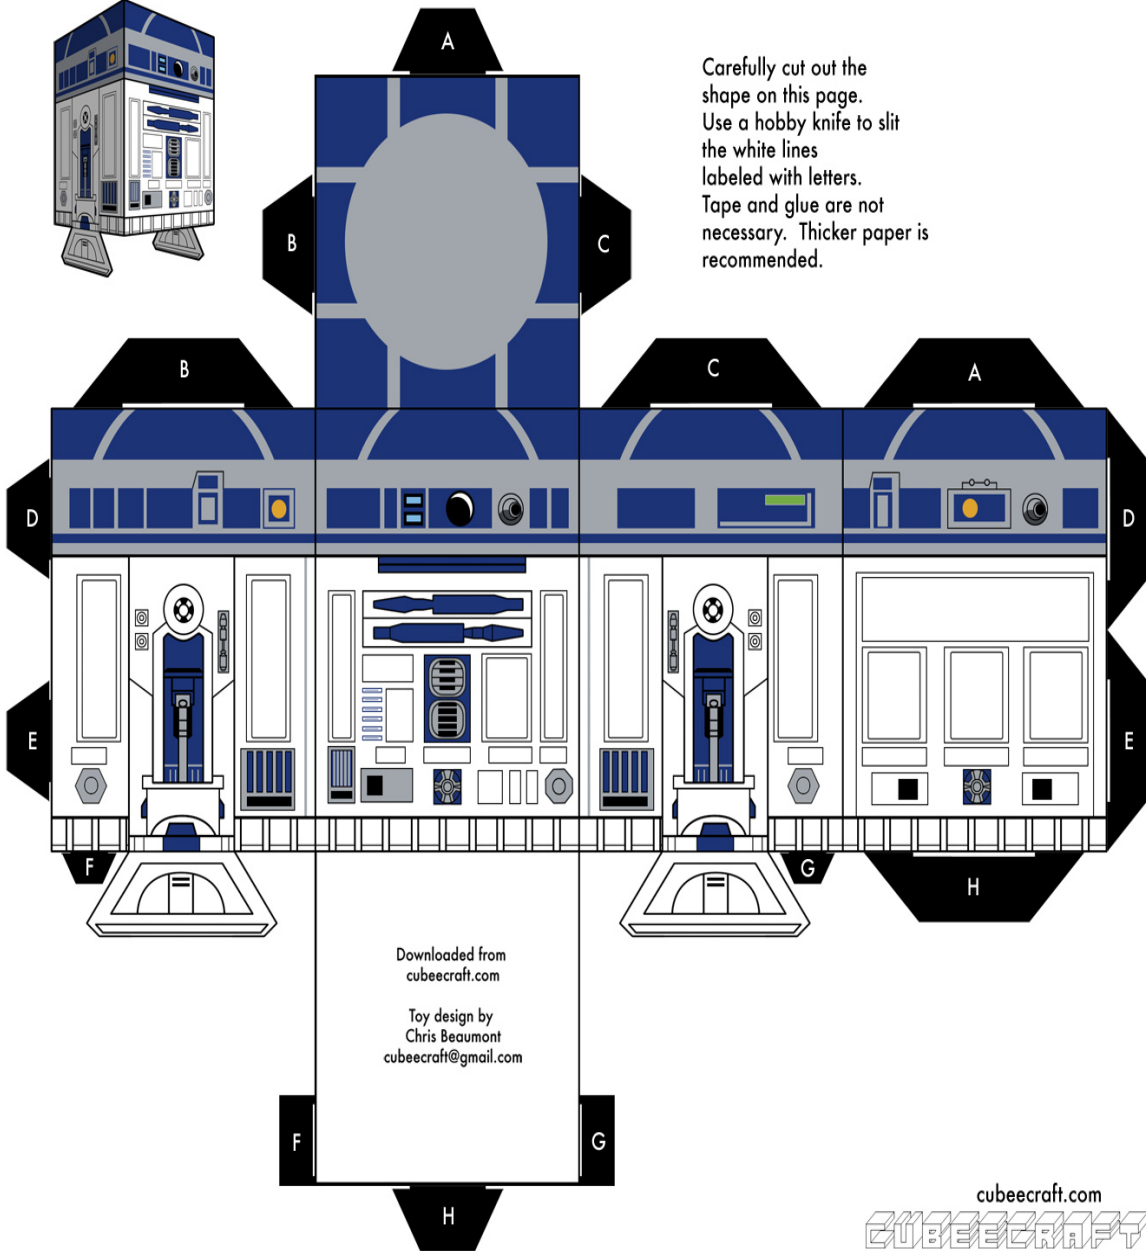 A
Carefully cut out the
shape on this page.
Use a hobby knife to slit
the white lines
labeled with letters.
Tape and glue are not
necessary.  Thicker paper is
recommended.
B
C
B
C
A
D
D
E
E
F
G
H
Downloaded from
cubeecraft.com
Toy design by
Chris Beaumont
cubeecraft@gmail.com
F
G
H
cubeecraft.com
CUBEECRAFT